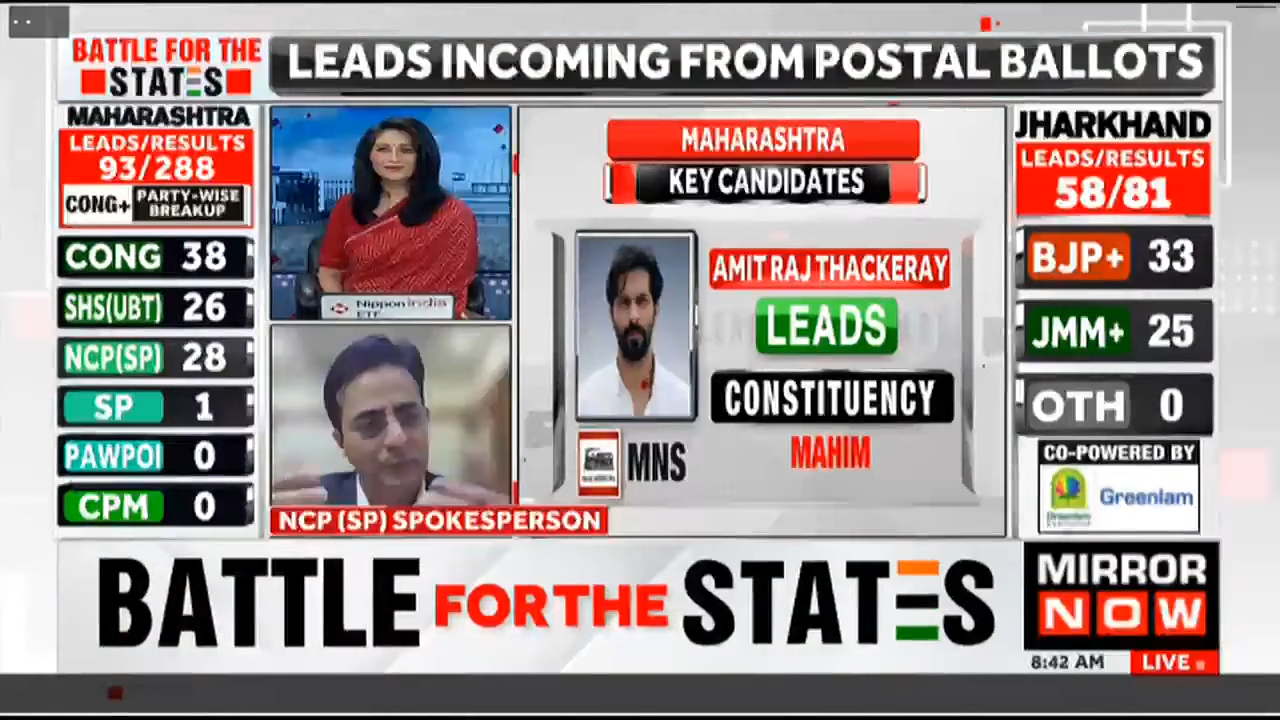 BATTLE FOR THE
STATES
LEADS INCOMING FROM POSTAL BALLOTS
MAHARASHTRA
LEADS/RESULTS
93/288
CONG+ PARTY-WISE
BREAKUP
CONG 38
SHS(UBT) 26
NCP(SP) 28
SP 1
PAWPOI 0
CPM 0
Nippon india
ETF
NCP (SP) SPOKESPERSON
MAHARASHTRA
KEY CANDIDATES
AMIT RAJ THACKERAY
LEADS
CONSTITUENCY
MAHIM
MNS
JHARKHAND
LEADS/RESULTS
58/81
BJP+ 33
JMM+ 25
OTH 0
CO-POWERED BY
Greenlam
BATTLE FOR THE STATES
MIRROR
NOW
8:42 AM LIVE